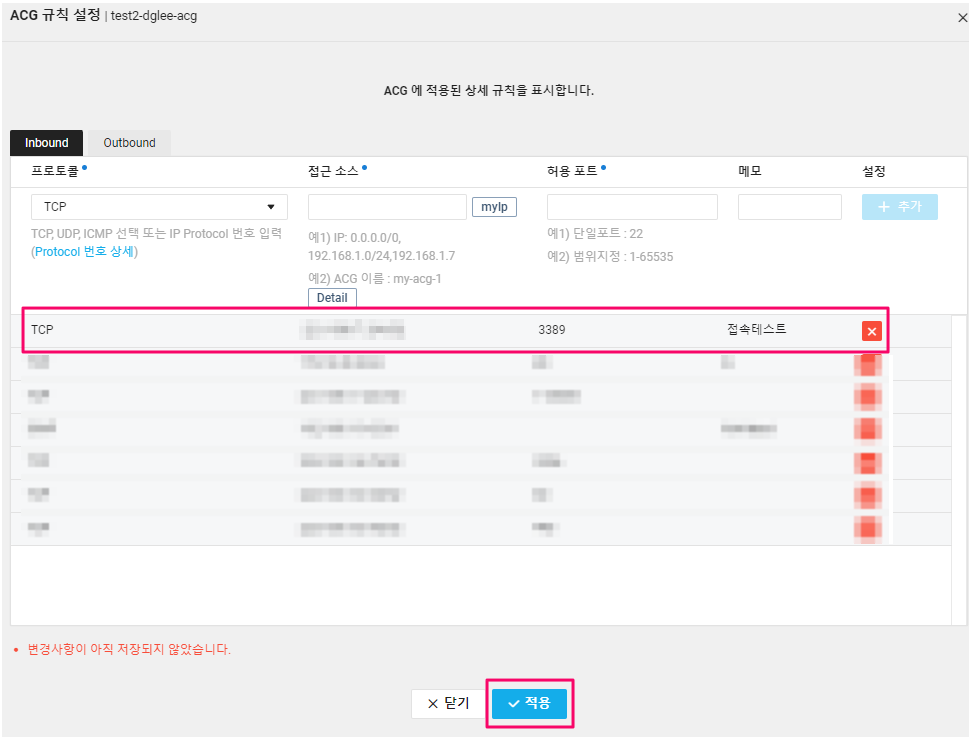 ACG 규칙 설정 | test2-dglee-acg
ACG 에 적용된 상세 규칙을 표시합니다.
Inbound Outbound
프로토콜 접근 소스 허용 포트 메모 설정
TCP myIp + 추가
TCP, UDP, ICMP 선택 또는 IP Protocol 번호 입력
(Protocol 번호 상세)
예1) IP: 0.0.0.0/0,
192.168.1.0/24,192.168.1.7
예2) ACG 이름 : my-acg-1
Detail
예1) 단일포트 : 22
예2) 범위지정 : 1-65535
TCP 3389 접속테스트
• 변경사항이 아직 저장되지 않았습니다.
닫기 적용